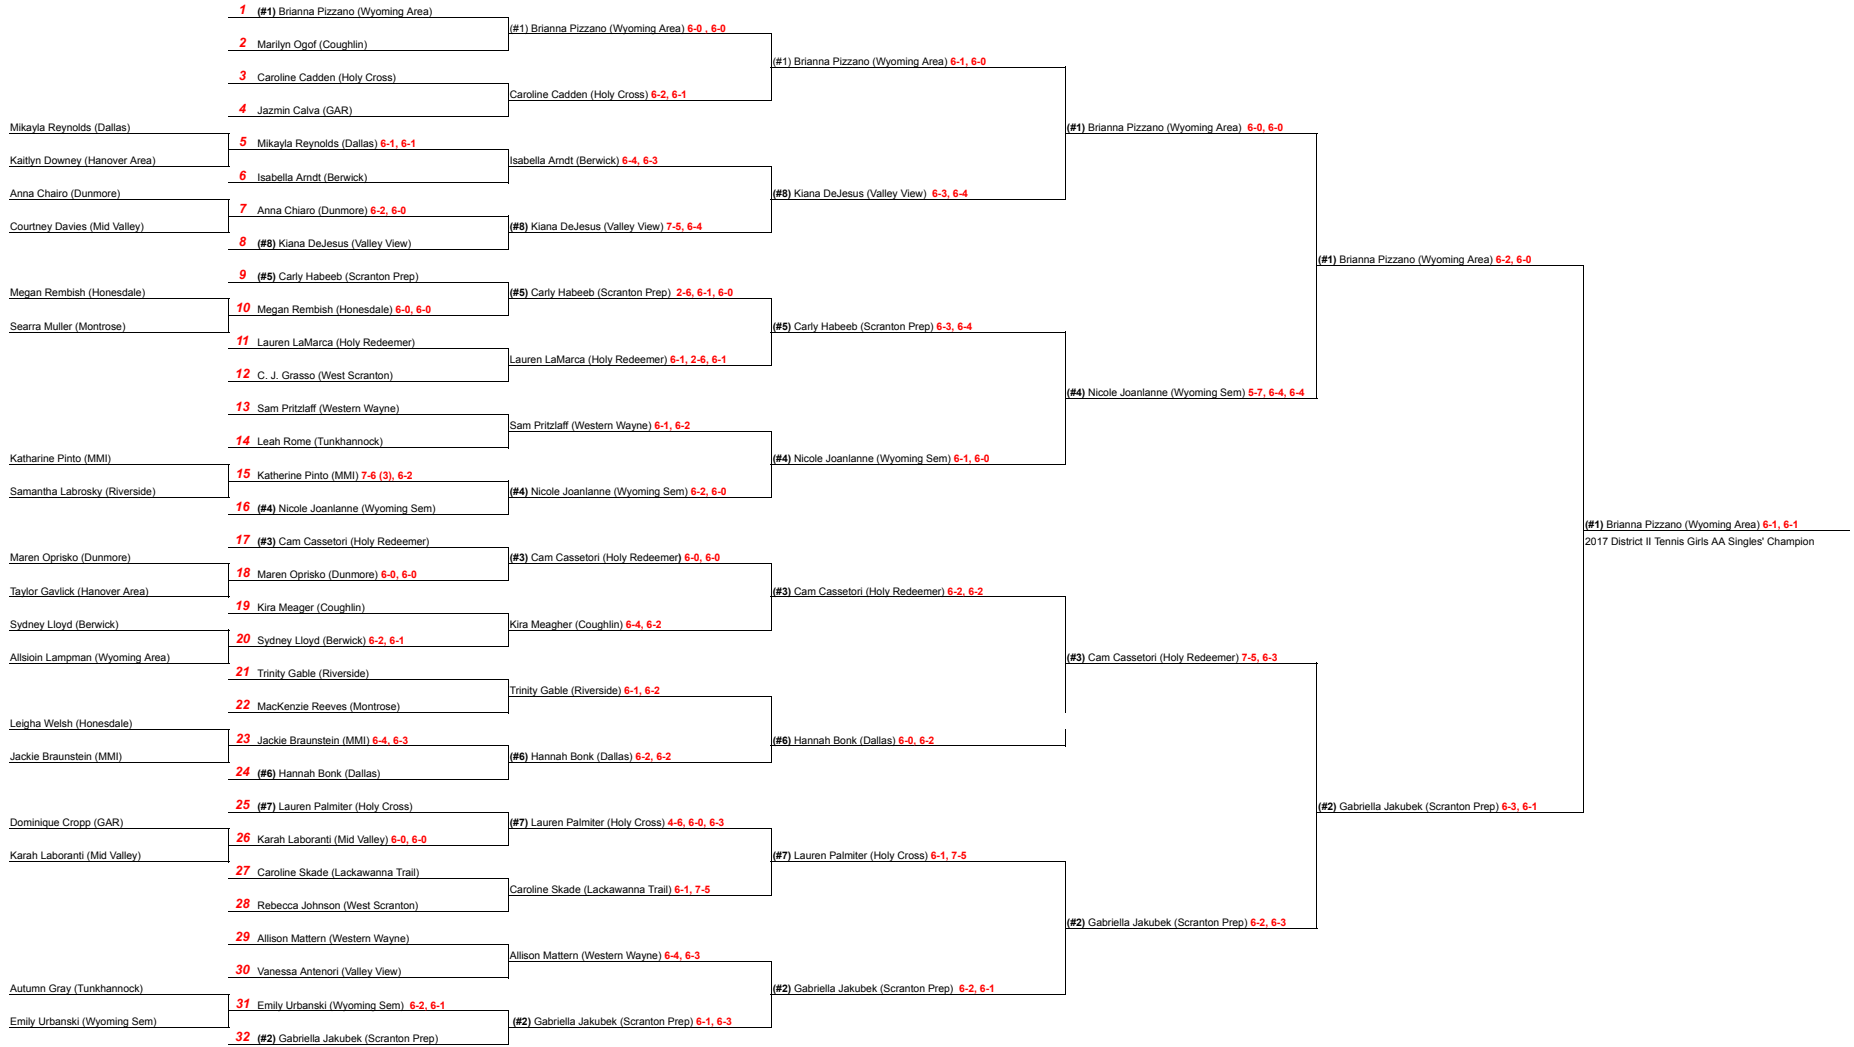 1 (#1) Brianna Pizzano (Wyoming Area)
(#1) Brianna Pizzano (Wyoming Area) 6-0 , 6-0
2 Marilyn Ogof (Coughlin)
(#1) Brianna Pizzano (Wyoming Area) 6-1, 6-0
3 Caroline Cadden (Holy Cross)
Caroline Cadden (Holy Cross) 6-2, 6-1
4 Jazmin Calva (GAR)
Mikayla Reynolds (Dallas)
(#1) Brianna Pizzano (Wyoming Area) 6-0, 6-0
5 Mikayla Reynolds (Dallas) 6-1, 6-1
Kaitlyn Downey (Hanover Area)
Isabella Arndt (Berwick) 6-4, 6-3
6 Isabella Arndt (Berwick)
Anna Chairo (Dunmore)
(#8) Kiana DeJesus (Valley View) 6-3, 6-4
7 Anna Chiaro (Dunmore) 6-2, 6-0
Courtney Davies (Mid Valley)
(#8) Kiana DeJesus (Valley View) 7-5, 6-4
8 (#8) Kiana DeJesus (Valley View)
(#1) Brianna Pizzano (Wyoming Area) 6-2, 6-0
9 (#5) Carly Habeeb (Scranton Prep)
Megan Rembish (Honesdale)
(#5) Carly Habeeb (Scranton Prep) 2-6, 6-1, 6-0
10 Megan Rembish (Honesdale) 6-0, 6-0
Searra Muller (Montrose)
(#5) Carly Habeeb (Scranton Prep) 6-3, 6-4
11 Lauren LaMarca (Holy Redeemer)
Lauren LaMarca (Holy Redeemer) 6-1, 2-6, 6-1
12 C. J. Grasso (West Scranton)
(#4) Nicole Joanlanne (Wyoming Sem) 5-7, 6-4, 6-4
13 Sam Pritzlaff (Western Wayne)
Sam Pritzlaff (Western Wayne) 6-1, 6-2
14 Leah Rome (Tunkhannock)
Katharine Pinto (MMI)
(#4) Nicole Joanlanne (Wyoming Sem) 6-1, 6-0
15 Katherine Pinto (MMI) 7-6 (3), 6-2
Samantha Labrosky (Riverside)
(#4) Nicole Joanlanne (Wyoming Sem) 6-2, 6-0
16 (#4) Nicole Joanlanne (Wyoming Sem)
(#1) Brianna Pizzano (Wyoming Area) 6-1, 6-1
2017 District II Tennis Girls AA Singles' Champion
17 (#3) Cam Cassetori (Holy Redeemer)
Maren Oprisko (Dunmore)
(#3) Cam Cassetori (Holy Redeemer) 6-0, 6-0
18 Maren Oprisko (Dunmore) 6-0, 6-0
Taylor Gavlick (Hanover Area)
(#3) Cam Cassetori (Holy Redeemer) 6-2, 6-2
19 Kira Meager (Coughlin)
Sydney Lloyd (Berwick)
Kira Meagher (Coughlin) 6-4, 6-2
20 Sydney Lloyd (Berwick) 6-2, 6-1
Allsioin Lampman (Wyoming Area)
(#3) Cam Cassetori (Holy Redeemer) 7-5, 6-3
21 Trinity Gable (Riverside)
Trinity Gable (Riverside) 6-1, 6-2
22 MacKenzie Reeves (Montrose)
Leigha Welsh (Honesdale)
23 Jackie Braunstein (MMI) 6-4, 6-3
(#6) Hannah Bonk (Dallas) 6-0, 6-2
Jackie Braunstein (MMI)
(#6) Hannah Bonk (Dallas) 6-2, 6-2
24 (#6) Hannah Bonk (Dallas)
25 (#7) Lauren Palmiter (Holy Cross)
(#2) Gabriella Jakubek (Scranton Prep) 6-3, 6-1
Dominique Cropp (GAR)
(#7) Lauren Palmiter (Holy Cross) 4-6, 6-0, 6-3
26 Karah Laboranti (Mid Valley) 6-0, 6-0
Karah Laboranti (Mid Valley)
(#7) Lauren Palmiter (Holy Cross) 6-1, 7-5
27 Caroline Skade (Lackawanna Trail)
Caroline Skade (Lackawanna Trail) 6-1, 7-5
28 Rebecca Johnson (West Scranton)
(#2) Gabriella Jakubek (Scranton Prep) 6-2, 6-3
29 Allison Mattern (Western Wayne)
Allison Mattern (Western Wayne) 6-4, 6-3
30 Vanessa Antenori (Valley View)
Autumn Gray (Tunkhannock)
(#2) Gabriella Jakubek (Scranton Prep) 6-2, 6-1
31 Emily Urbanski (Wyoming Sem) 6-2, 6-1
Emily Urbanski (Wyoming Sem)
(#2) Gabriella Jakubek (Scranton Prep) 6-1, 6-3
32 (#2) Gabriella Jakubek (Scranton Prep)